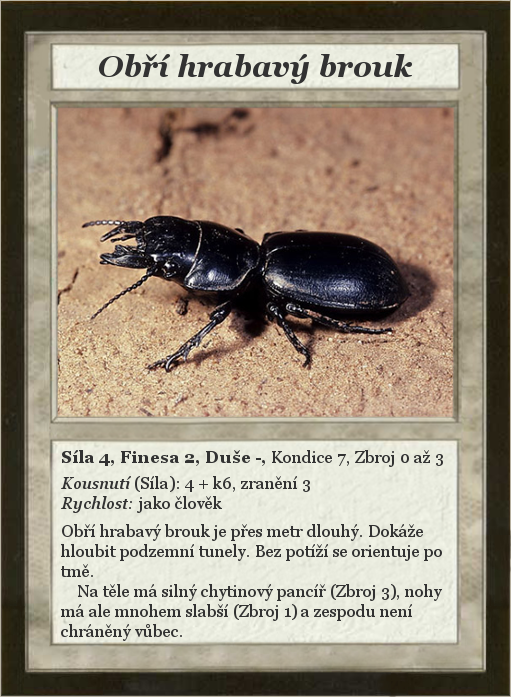 Obří hrabavý brouk
Síla 4, Finesa 2, Duše -, Kondice 7, Zbroj 0 až 3
Kousnutí (Síla): 4 + k6, zranění 3
Rychlost: jako člověk
Obří hrabavý brouk je přes metr dlouhý. Dokáže
hloubit podzemní tunely. Bez potíží se orientuje po
tmě.
Na těle má silný chytinový pancíř (Zbroj 3), nohy
má ale mnohem slabší (Zbroj 1) a zespodu není
chráněný vůbec.